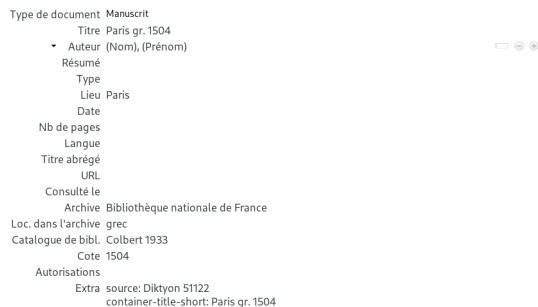 Type de document Manuscrit
Titre Paris gr. 1504
Auteur (Nom), (Prénom)
Résumé
Type
Lieu Paris
Date
Nb de pages
Langue
Titre abrégé
URL
Consulté le
Archive Bibliothèque nationale de France
Loc. dans l'archive grec
Catalogue de bibl. Colbert 1933
Cote 1504
Autorisations
Extra source: Diktyon 51122
container-title-short: Paris gr. 1504